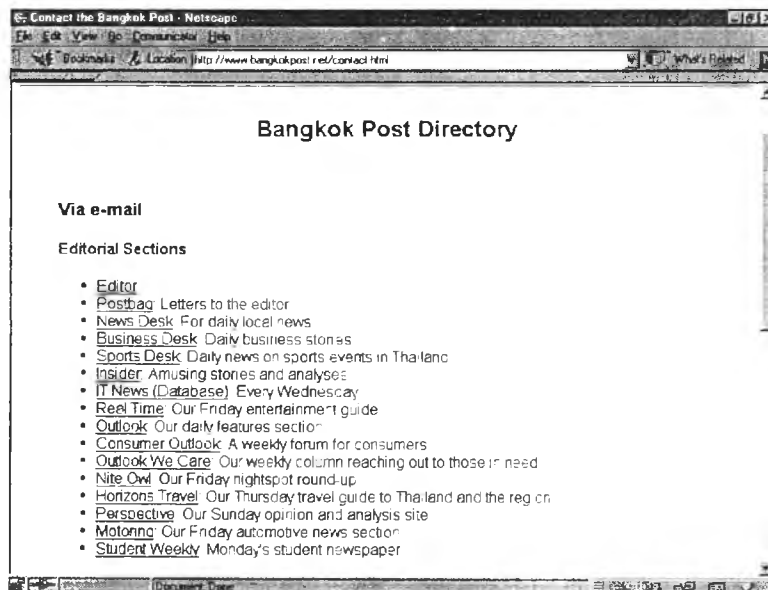 Contact the Bangkok Post - Netscape
File Edit View Go Communicator Help
Bookmarks Location http://www.bangkokpost.net/contact.html What's Related
Bangkok Post Directory
Via e-mail
Editorial Sections
• Editor
• Postbag: Letters to the editor
• News Desk: For daily local news
• Business Desk: Daily business stories
• Sports Desk: Daily news on sports events in Thailand
• Insider: Amusing stories and analyses
• IT News (Database): Every Wednesday
• Real Time: Our Friday entertainment guide
• Outlook: Our daily features section
• Consumer Outlook: A weekly forum for consumers
• Outlook We Care: Our weekly column reaching out to those in need
• Nite Owl: Our Friday nightspot round-up
• Horizons Travel: Our Thursday travel guide to Thailand and the region
• Perspective: Our Sunday opinion and analysis site
• Motoring: Our Friday automotive news section
• Student Weekly: Monday's student newspaper
Document: Done